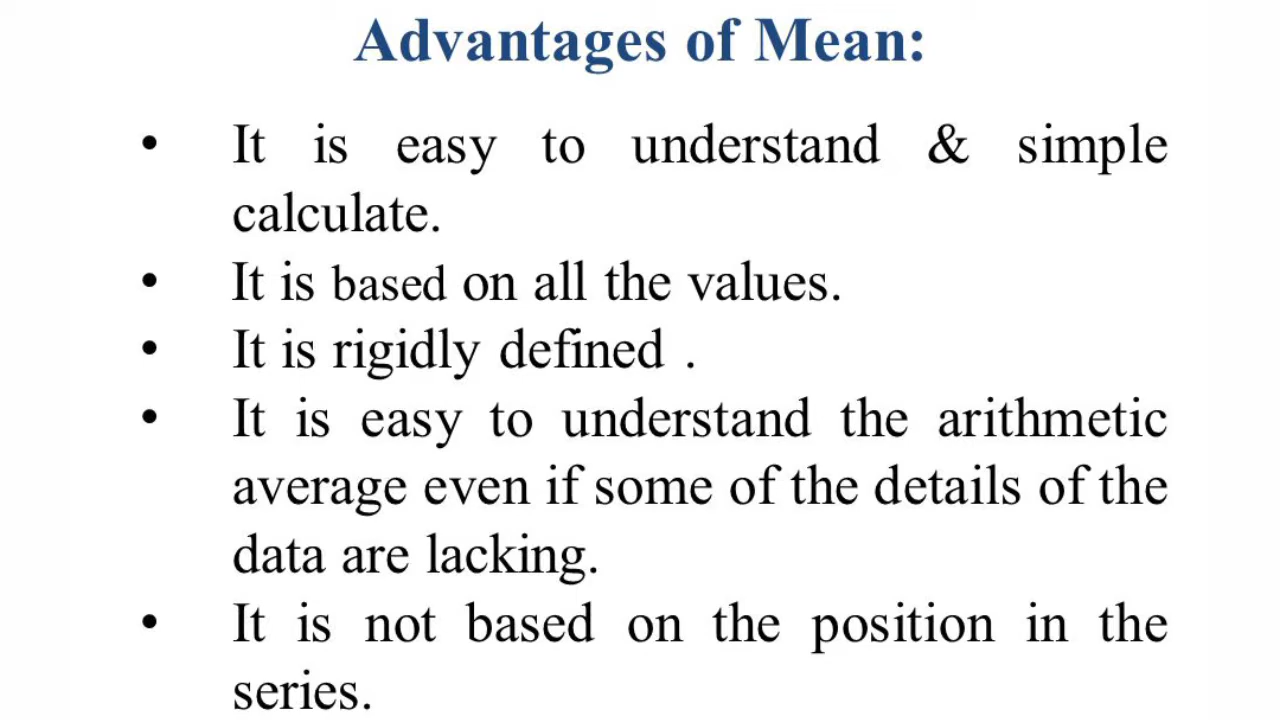 Advantages of Mean:
• It is easy to understand & simple
calculate.
• It is based on all the values.
• It is rigidly defined .
• It is easy to understand the arithmetic
average even if some of the details of the
data are lacking.
• It is not based on the position in the
series.